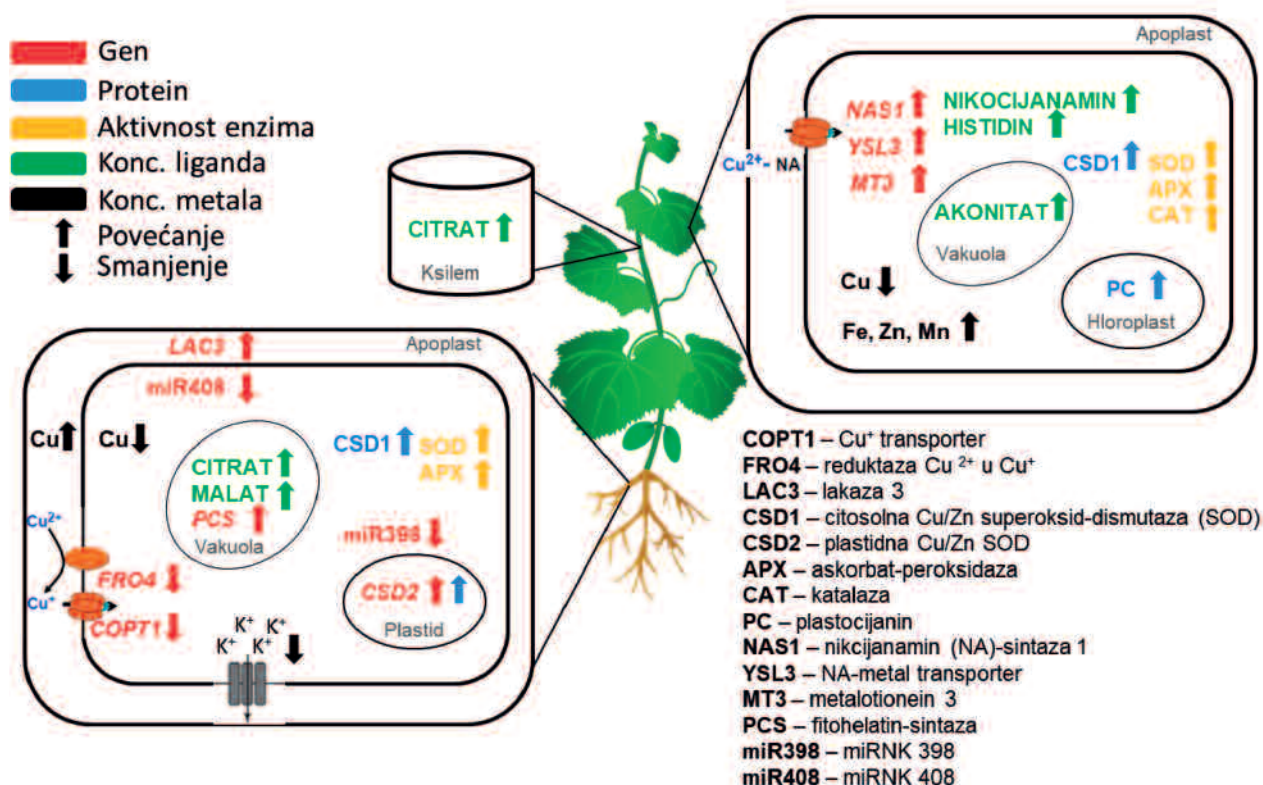 Gen
Protein
Aktivnost enzima
Konc. liganda
Konc. metala
Povećanje
Smanjenje
CITRAT
Ksilem
Apoplast
NAS1
YSL3
MT3
NIKOCIJANAMIN
HISTIDIN
Cu²⁺- NA
CSD1
SOD
APX
CAT
AKONITAT
Vakuola
Cu
Fe, Zn, Mn
PC
Hloroplast
LAC3
Apoplast
miR408
Cu
Cu
CSD1
SOD
APX
CITRAT
MALAT
PCS
Vakuola
miR398
Cu²⁺
FRO4
Cu⁺
COPT1
CSD2
Plastid
K⁺ K⁺ K⁺
K⁺ K⁺
COPT1 – Cu⁺ transporter
FRO4 – reduktaza Cu ²⁺ u Cu⁺
LAC3 – lakaza 3
CSD1 – citosolna Cu/Zn superoksid-dismutaza (SOD)
CSD2 – plastidna Cu/Zn SOD
APX – askorbat-peroksidaza
CAT – katalaza
PC – plastocijanin
NAS1 – nikcijanamin (NA)-sintaza 1
YSL3 – NA-metal transporter
MT3 – metalotionein 3
PCS – fitohelatin-sintaza
miR398 – miRNK 398
miR408 – miRNK 408